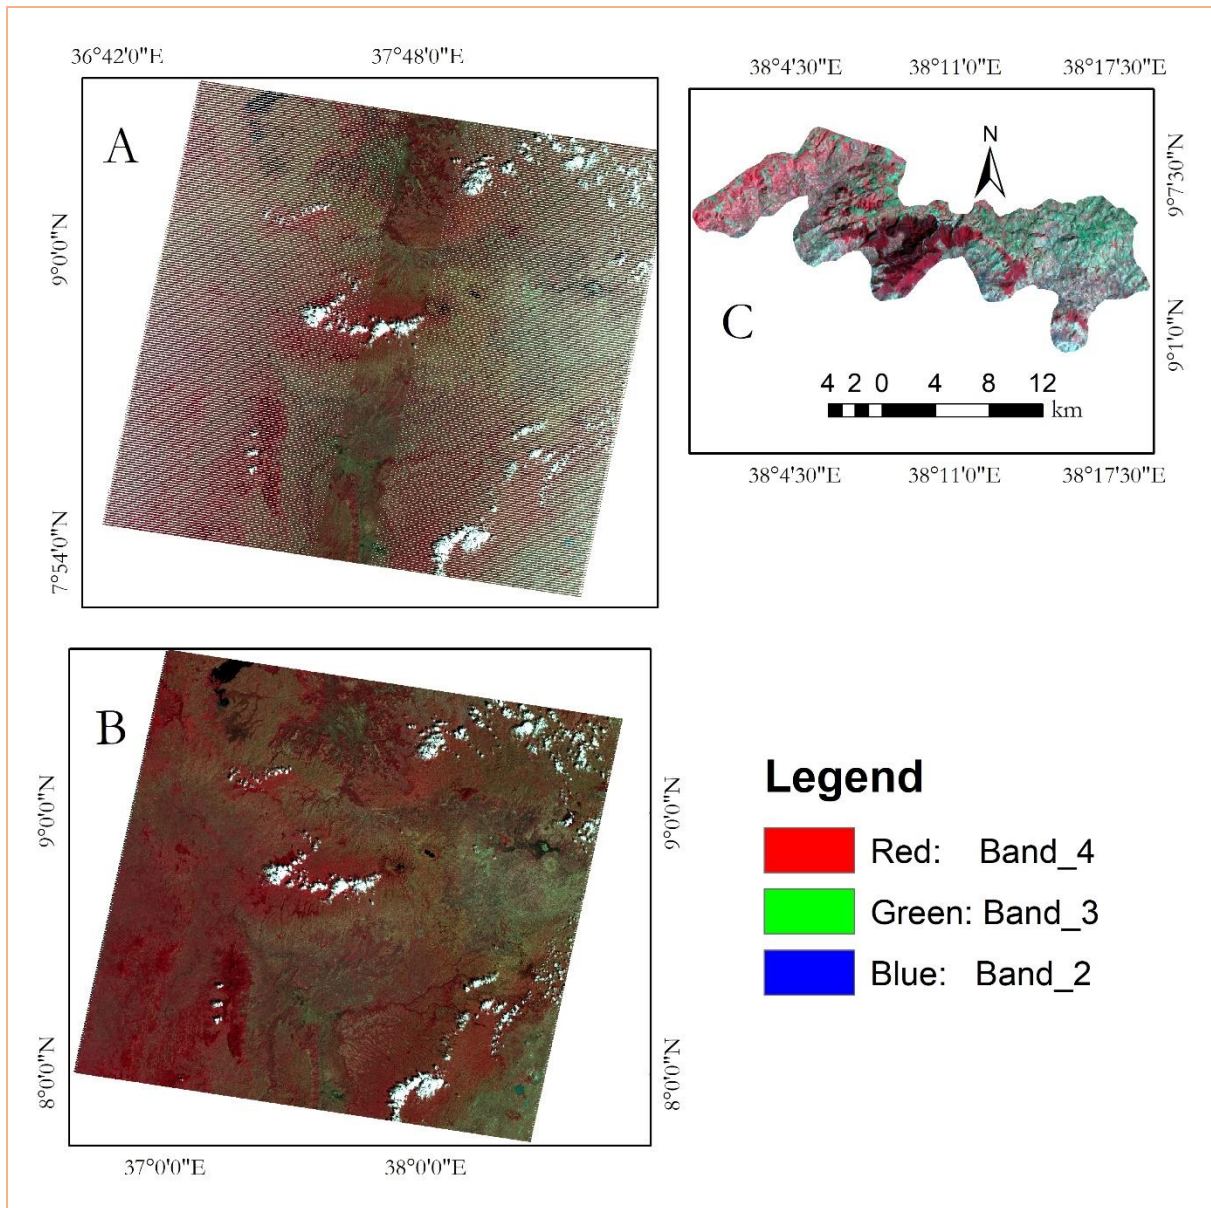 36°42'0"E 37°48'0"E
38°4'30"E 38°11'0"E 38°17'30"E
A
9°0'0"N
7°54'0"N
N
9°7'30"N
9°1'0"N
C
4 2 0 4 8 12
km
38°4'30"E 38°11'0"E 38°17'30"E
B
9°0'0"N
9°0'0"N
8°0'0"N
8°0'0"N
37°0'0"E 38°0'0"E
Legend
Red: Band_4
Green: Band_3
Blue: Band_2